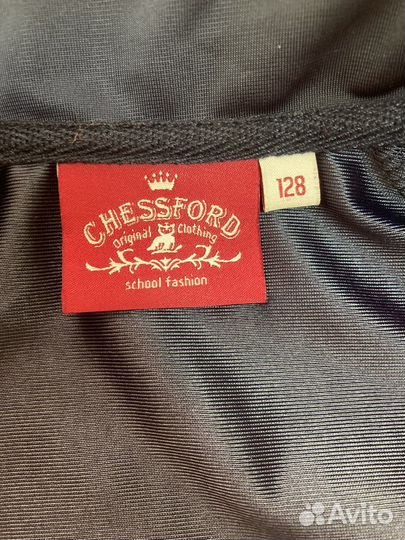 CHESSFORD
Original Clothing
school fashion
128
Avito